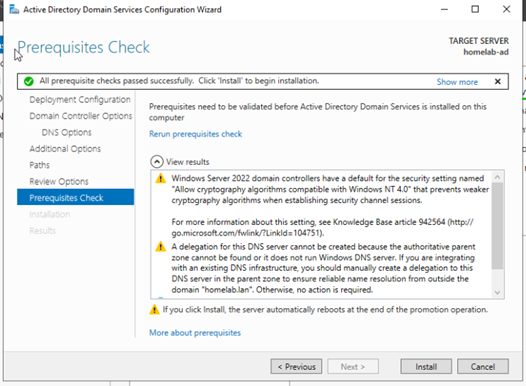 Active Directory Domain Services Configuration Wizard
Prerequisites Check
TARGET SERVER
homelab-ad
All prerequisite checks passed successfully. Click 'Install' to begin installation.
Show more
Deployment Configuration
Domain Controller Options
DNS Options
Additional Options
Paths
Review Options
Prerequisites Check
Installation
Results
Prerequisites need to be validated before Active Directory Domain Services is installed on this
computer
Rerun prerequisites check
View results
Windows Server 2022 domain controllers have a default for the security setting named
"Allow cryptography algorithms compatible with Windows NT 4.0" that prevents weaker
cryptography algorithms when establishing security channel sessions.
For more information about this setting, see Knowledge Base article 942564 (http://
go.microsoft.com/fwlink/?LinkId=104751).
A delegation for this DNS server cannot be created because the authoritative parent
zone cannot be found or it does not run Windows DNS server. If you are integrating
with an existing DNS infrastructure, you should manually create a delegation to this
DNS server in the parent zone to ensure reliable name resolution from outside the
domain "homelab.lan". Otherwise, no action is required.
If you click Install, the server automatically reboots at the end of the promotion operation.
More about prerequisites
< Previous
Next >
Install
Cancel